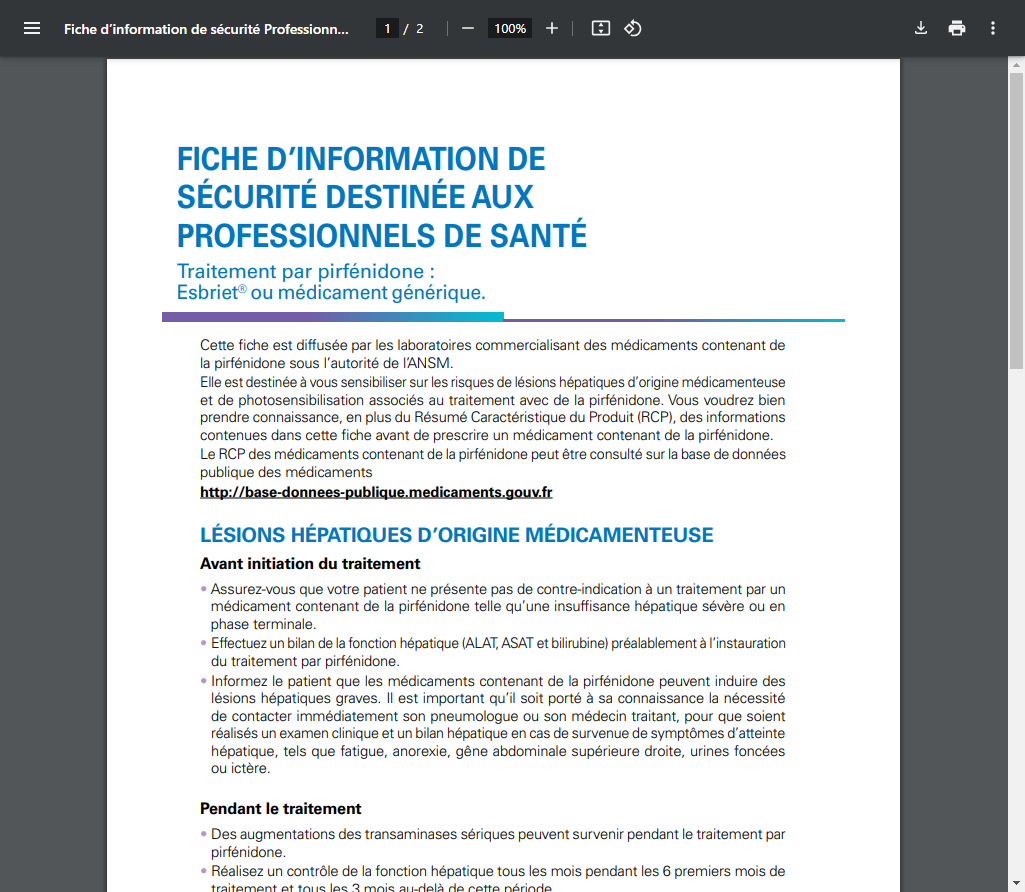 Fiche d’information de sécurité Professionn...
1 / 2
100%
FICHE D’INFORMATION DE
SÉCURITÉ DESTINÉE AUX
PROFESSIONNELS DE SANTÉ
Traitement par pirfénidone :
Esbriet® ou médicament générique.
Cette fiche est diffusée par les laboratoires commercialisant des médicaments contenant de
la pirfénidone sous l’autorité de l’ANSM.
Elle est destinée à vous sensibiliser sur les risques de lésions hépatiques d’origine médicamenteuse
et de photosensibilisation associés au traitement avec de la pirfénidone. Vous voudrez bien
prendre connaissance, en plus du Résumé Caractéristique du Produit (RCP), des informations
contenues dans cette fiche avant de prescrire un médicament contenant de la pirfénidone.
Le RCP des médicaments contenant de la pirfénidone peut être consulté sur la base de données
publique des médicaments
http://base-donnees-publique.medicaments.gouv.fr
LÉSIONS HÉPATIQUES D’ORIGINE MÉDICAMENTEUSE
Avant initiation du traitement
• Assurez-vous que votre patient ne présente pas de contre-indication à un traitement par un
médicament contenant de la pirfénidone telle qu’une insuffisance hépatique sévère ou en
phase terminale.
• Effectuez un bilan de la fonction hépatique (ALAT, ASAT et bilirubine) préalablement à l’instauration
du traitement par pirfénidone.
• Informez le patient que les médicaments contenant de la pirfénidone peuvent induire des
lésions hépatiques graves. Il est important qu’il soit porté à sa connaissance la nécessité
de contacter immédiatement son pneumologue ou son médecin traitant, pour que soient
réalisés un examen clinique et un bilan hépatique en cas de survenue de symptômes d’atteinte
hépatique, tels que fatigue, anorexie, gêne abdominale supérieure droite, urines foncées
ou ictère.
Pendant le traitement
• Des augmentations des transaminases sériques peuvent survenir pendant le traitement par
pirfénidone.
• Réalisez un contrôle de la fonction hépatique tous les mois pendant les 6 premiers mois de
traitement et tous les 3 mois au-delà de cette période